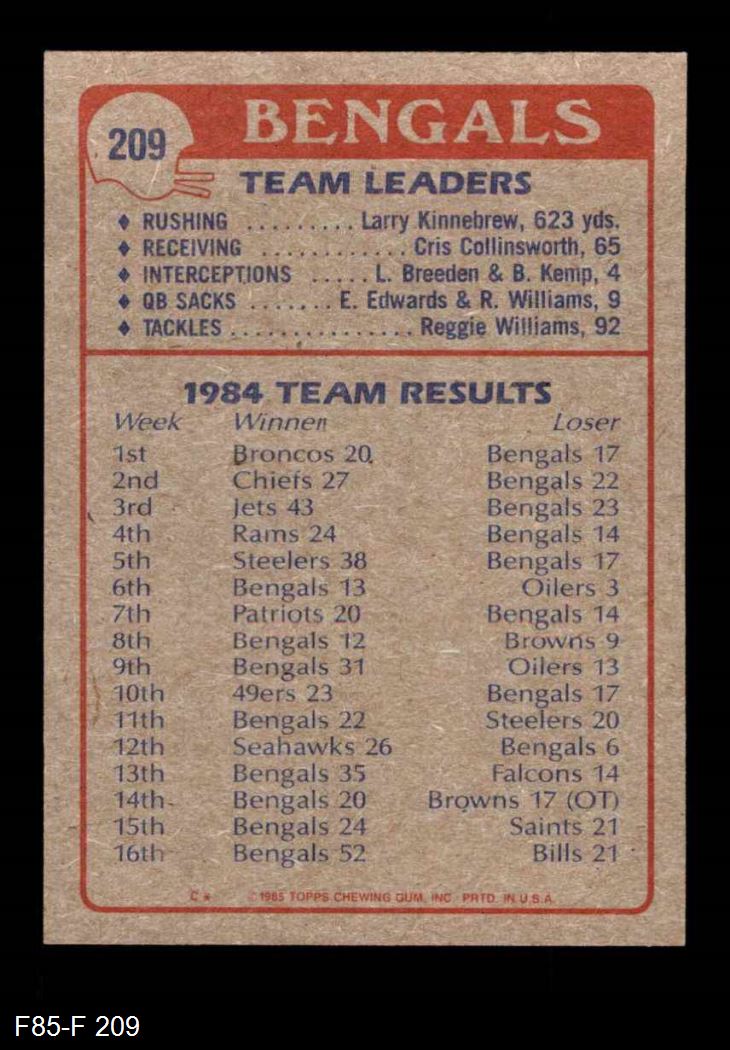 209
BENGALS
TEAM LEADERS
♦ RUSHING ......... Larry Kinnebrew, 623 yds.
♦ RECEIVING ............ Cris Collinsworth, 65
♦ INTERCEPTIONS ..... L. Breeden & B. Kemp, 4
♦ QB SACKS ....... E. Edwards & R. Williams, 9
♦ TACKLES ............... Reggie Williams, 92
1984 TEAM RESULTS
Week Winner Loser
1st Broncos 20 Bengals 17
2nd Chiefs 27 Bengals 22
3rd Jets 43 Bengals 23
4th Rams 24 Bengals 14
5th Steelers 38 Bengals 17
6th Bengals 13 Oilers 3
7th Patriots 20 Bengals 14
8th Bengals 12 Browns 9
9th Bengals 31 Oilers 13
10th 49ers 23 Bengals 17
11th Bengals 22 Steelers 20
12th Seahawks 26 Bengals 6
13th Bengals 35 Falcons 14
14th Bengals 20 Browns 17 (OT)
15th Bengals 24 Saints 21
16th Bengals 52 Bills 21
C * © 1985 TOPPS CHEWING GUM, INC PRTD. IN U.S.A.
F85-F 209